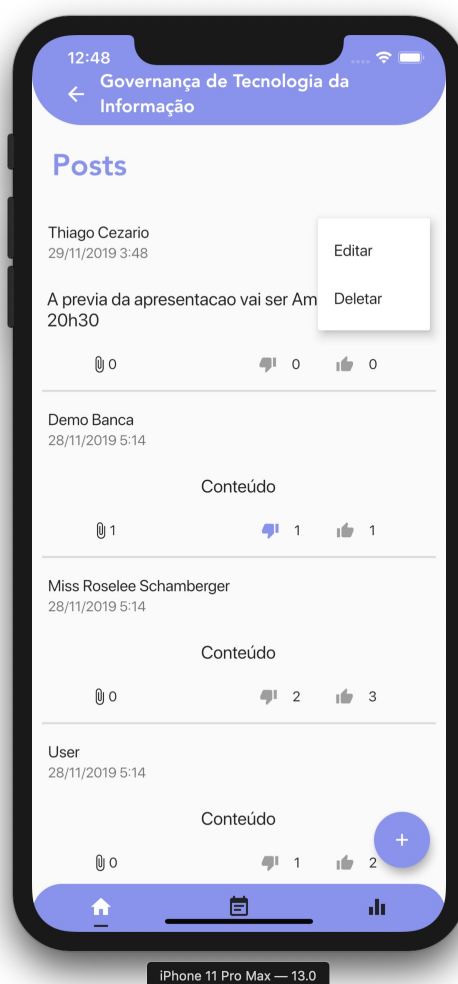 12:48
Governança de Tecnologia da
Informação
Posts
Thiago Cezario
29/11/2019 3:48
Editar
Deletar
A previa da apresentacao vai ser Am
20h30
0 0 0
Demo Banca
28/11/2019 5:14
Conteúdo
1 1 1
Miss Roselee Schamberger
28/11/2019 5:14
Conteúdo
0 2 3
User
28/11/2019 5:14
Conteúdo
0 1 2
+
iPhone 11 Pro Max — 13.0